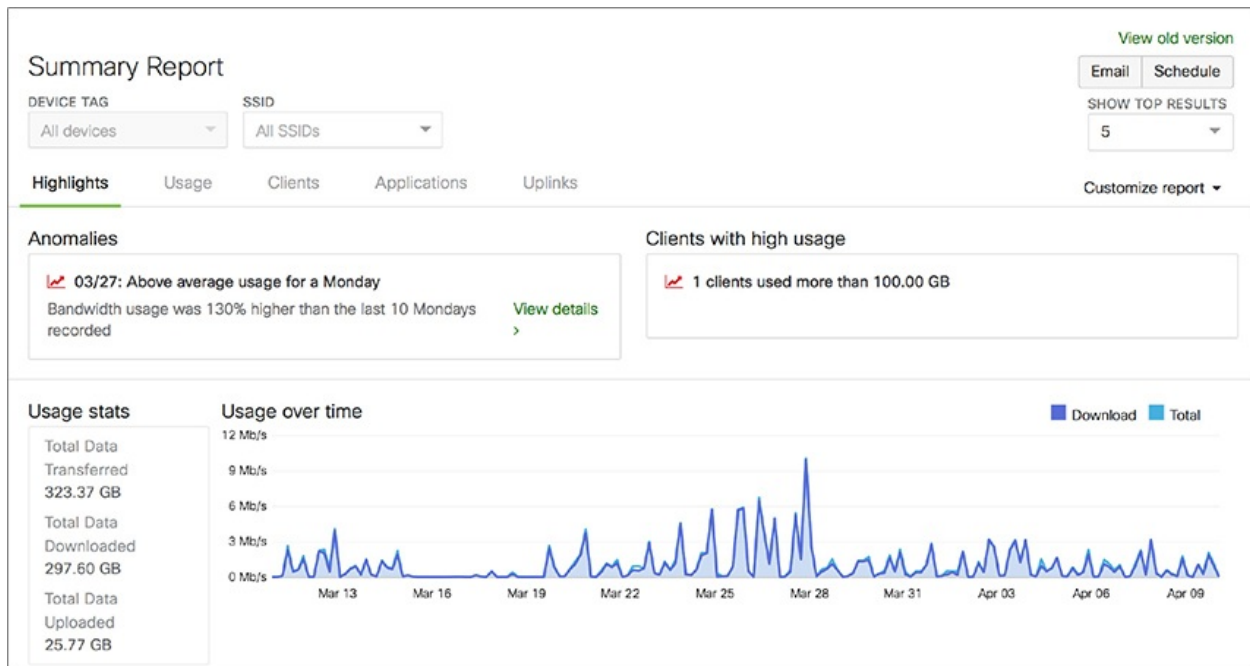 View old version
Summary Report
Email Schedule
DEVICE TAG SSID SHOW TOP RESULTS
All devices All SSIDs 5
Highlights Usage Clients Applications Uplinks Customize report
Anomalies Clients with high usage
03/27: Above average usage for a Monday
1 clients used more than 100.00 GB
Bandwidth usage was 130% higher than the last 10 Mondays
recorded
View details
>
Usage stats
Total Data
Transferred
323.37 GB
Total Data
Downloaded
297.60 GB
Total Data
Uploaded
25.77 GB
Usage over time
Download Total
12 Mb/s
9 Mb/s
6 Mb/s
3 Mb/s
0 Mb/s
Mar 13 Mar 16 Mar 19 Mar 22 Mar 25 Mar 28 Mar 31 Apr 03 Apr 06 Apr 09